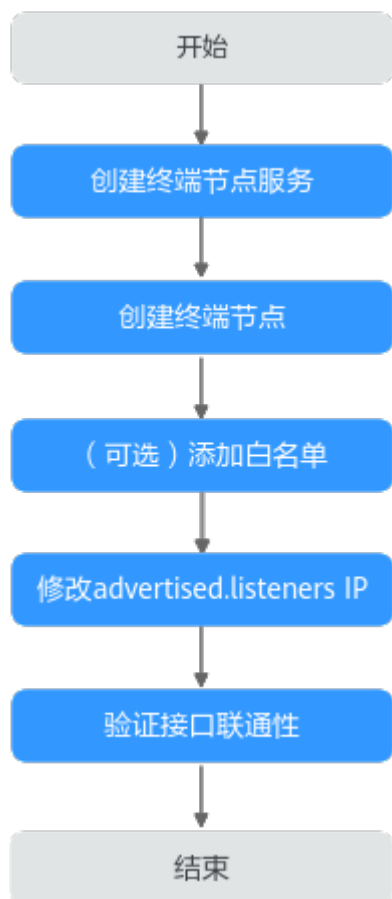 开始
创建终端节点服务
创建终端节点
（可选）添加白名单
修改advertised.listeners IP
验证接口联通性
结束